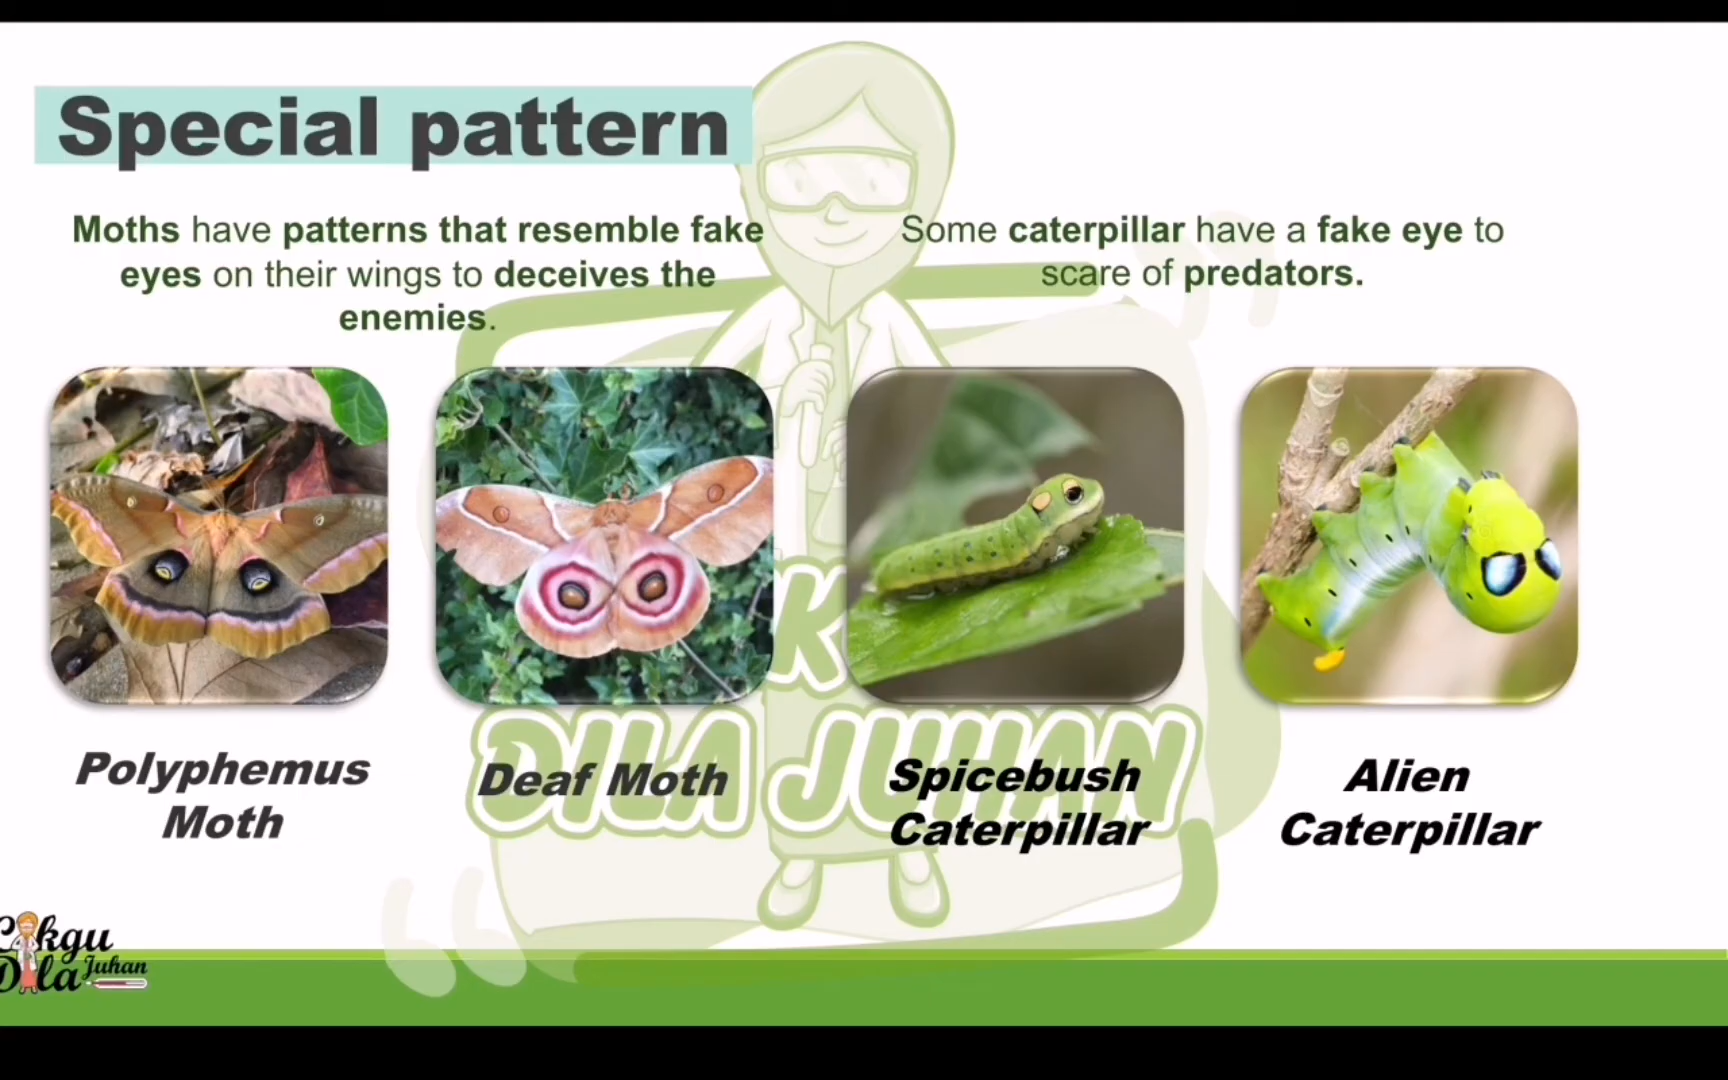 Special pattern
Moths have patterns that resemble fake
eyes on their wings to deceives the
enemies.
Some caterpillar have a fake eye to
scare of predators.
Polyphemus
Moth
Deaf Moth
Spicebush
Caterpillar
Alien
Caterpillar
DILA JUHAN
Cikgu
Dila Juhan